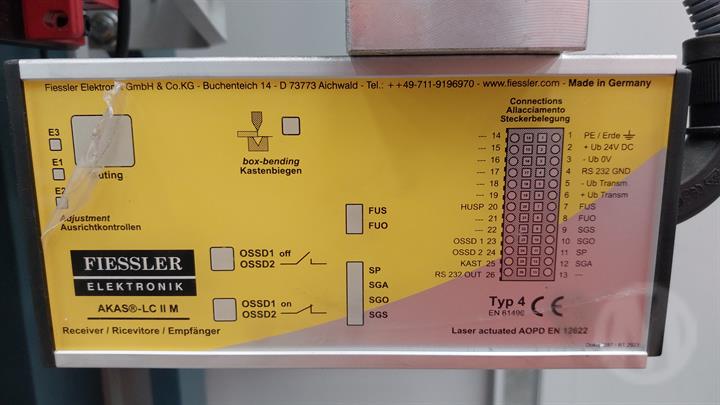 Fiessler Elektronik GmbH & Co.KG - Buchenteich 14 - D 73773 Aichwald - Tel.: ++49-711-9196970 - www.fiessler.com - Made in Germany
E3
E1
E2
muting
Adjustment
Ausrichtkontrollen
box-bending
Kastenbiegen
FUS
FUO
OSSD1 off
OSSD2
OSSD1 on
OSSD2
SP
SGA
SGO
SGS
FIESSLER
ELEKTRONIK
AKAS®-LC II M
Receiver / Ricevitore / Empfänger
Connections
Allacciamento
Steckerbelegung
--- 14 1 PE / Erde
--- 15 2 + Ub 24V DC
--- 16 3 - Ub 0V
--- 17 4 RS 232 GND
--- 18 5 - Ub Transm
--- 19 6 + Ub Transm
HUSP 20 7 FUS
--- 21 8 FUO
--- 22 9 SGS
OSSD 1 23 10 SGO
OSSD 2 24 11 SP
KAST 25 12 SGA
RS 232 OUT 26 13 ---
Typ 4 CE
EN 61496
Laser actuated AOPD EN 12622